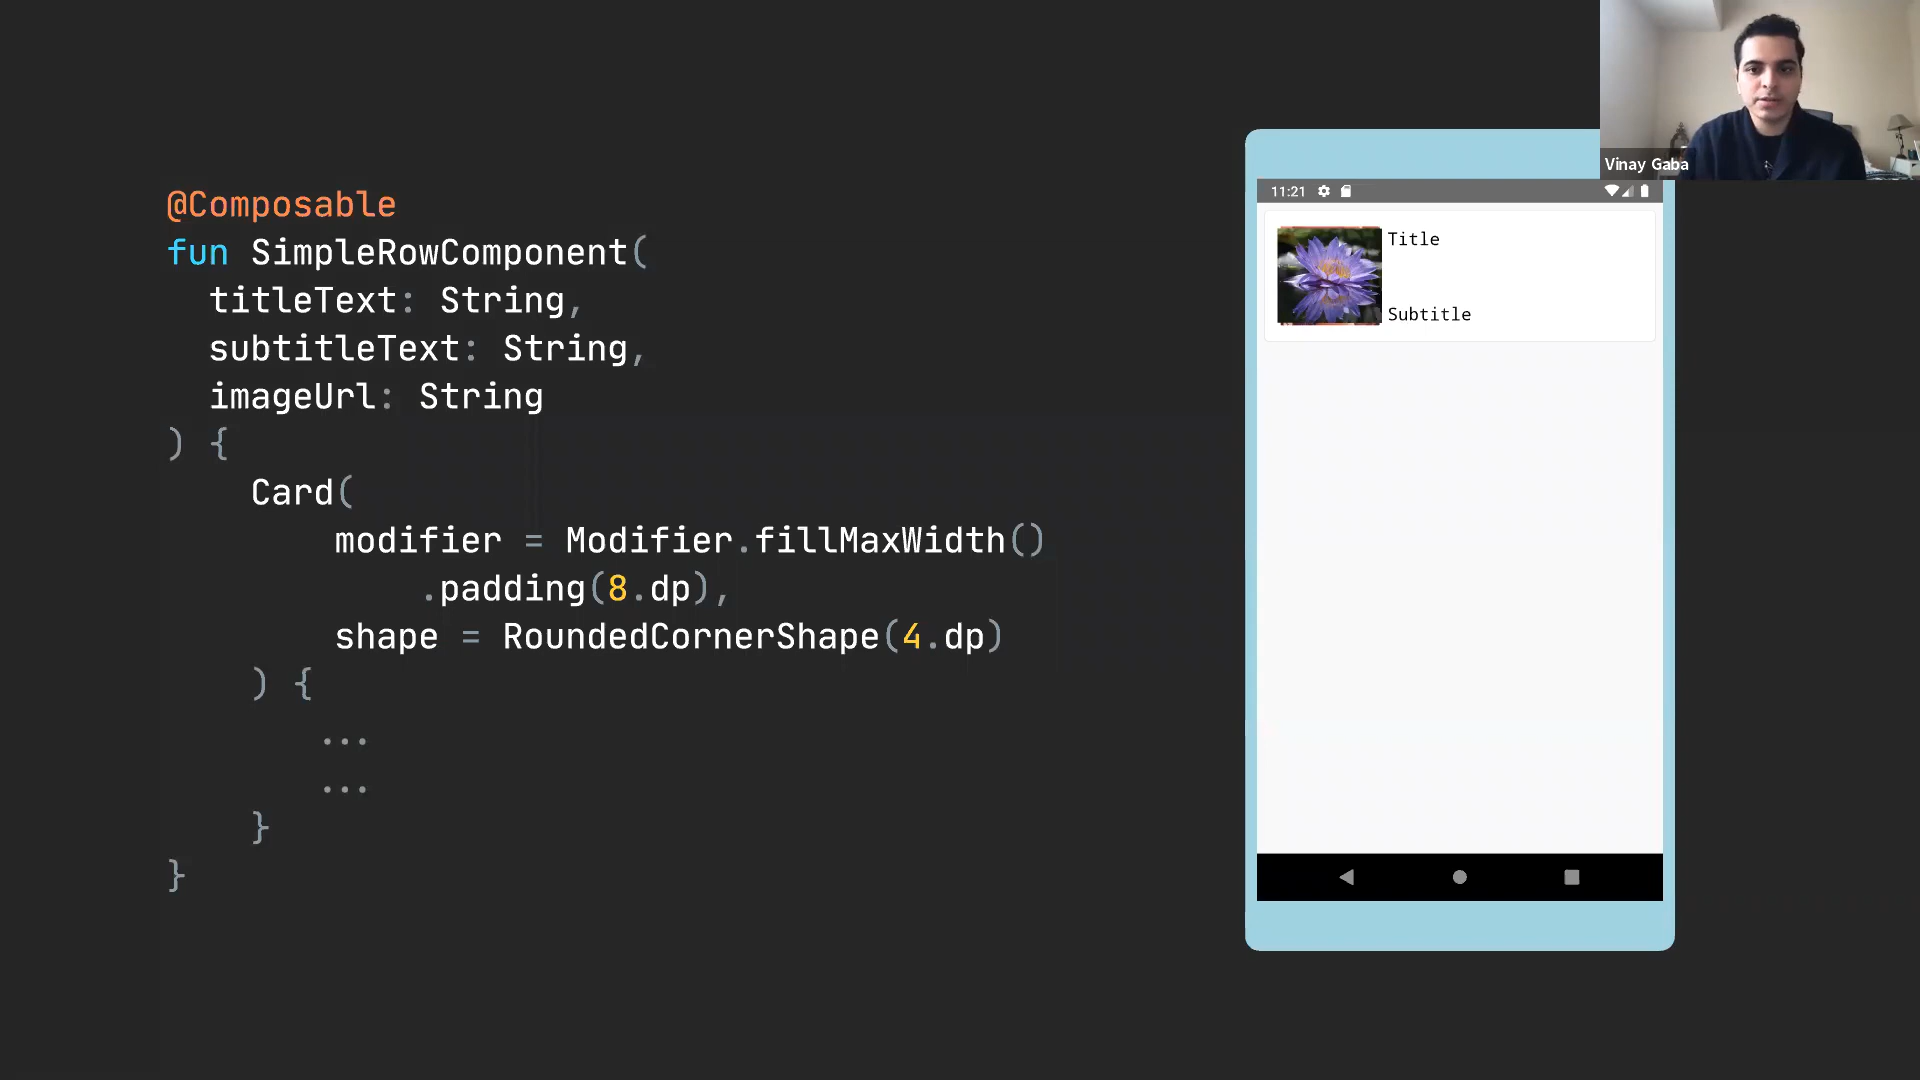 @Composable
fun SimpleRowComponent(
  titleText: String,
  subtitleText: String,
  imageUrl: String
) {
    Card(
        modifier = Modifier.fillMaxWidth()
            .padding(8.dp),
        shape = RoundedCornerShape(4.dp)
    ) {
        ...
        ...
    }
}
Vinay Gaba
11:21
Title
Subtitle